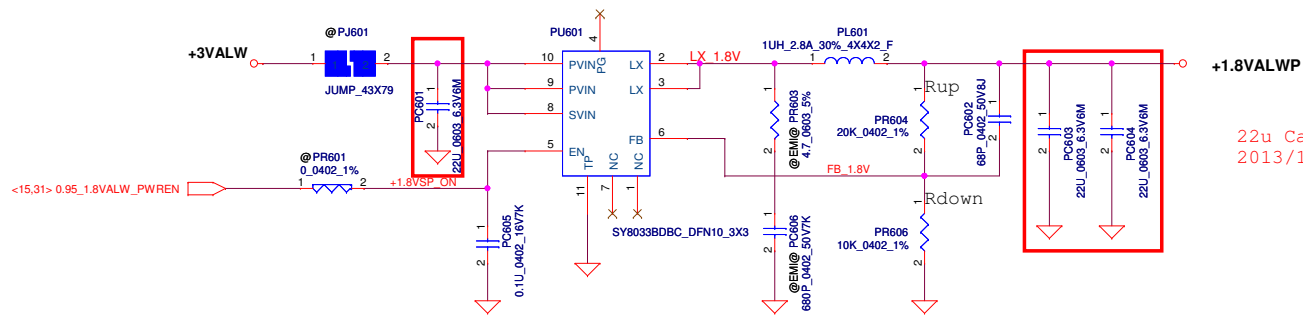 @PJ601
+3VALW
1
2
1
2
JUMP_43X79
1
2
PC601
22U_0603_6.3V6M
PU601
4
PG
10
PVIN
9
PVIN
8
SVIN
5
EN
TP
11
NC
7
NC
1
LX
2
LX
3
FB
6
SY8033BDBC_DFN10_3X3
LX_1.8V
PL601
1UH_2.8A_30%_4X4X2_F
1
2
+1.8VALWP
@PR601
0_0402_1%
<15,31> 0.95_1.8VALW_PWREN
1
2
+1.8VSP_ON
1
2
PC605
0.1U_0402_16V7K
1
2
@EMI@ PR603
4.7_0603_5%
1
2
@EMI@ PC606
680P_0402_50V7K
Rup
1
PR604
20K_0402_1%
2
1
2
PC602
68P_0402_50V8J
FB_1.8V
Rdown
1
PR606
10K_0402_1%
2
1
2
PC603
22U_0603_6.3V6M
1
2
PC604
22U_0603_6.3V6M
22u Ca
2013/1